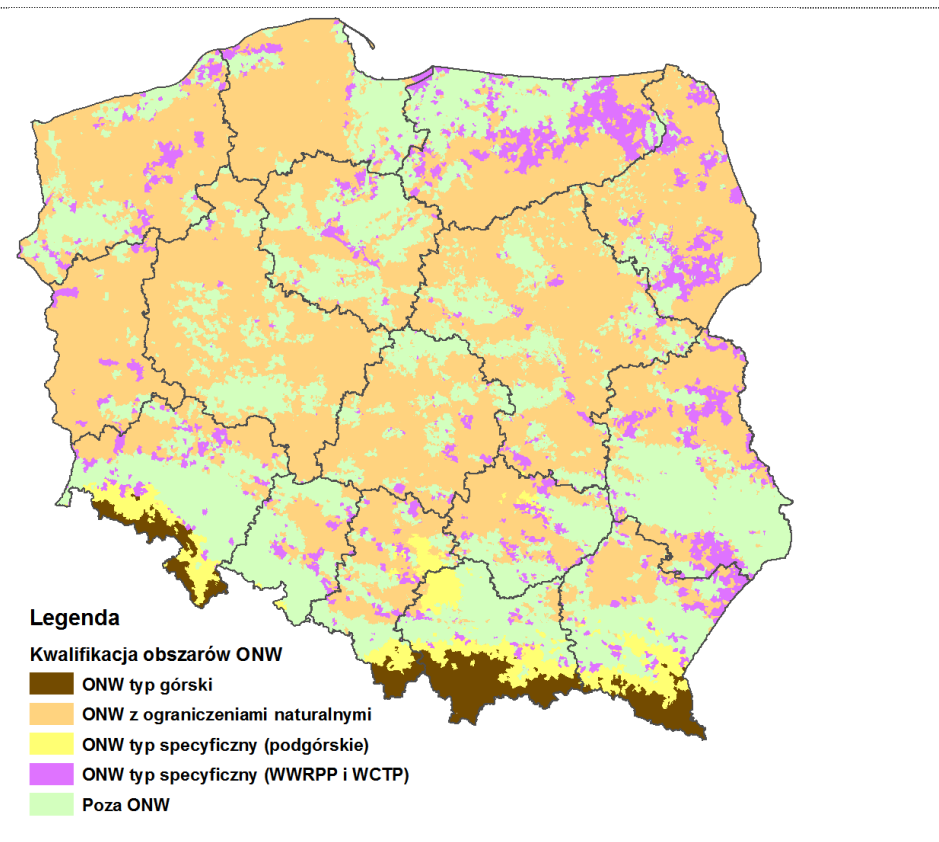 Legenda
Kwalifikacja obszarów ONW
ONW typ górski
ONW z ograniczeniami naturalnymi
ONW typ specyficzny (podgórskie)
ONW typ specyficzny (WWRPP i WCTP)
Poza ONW